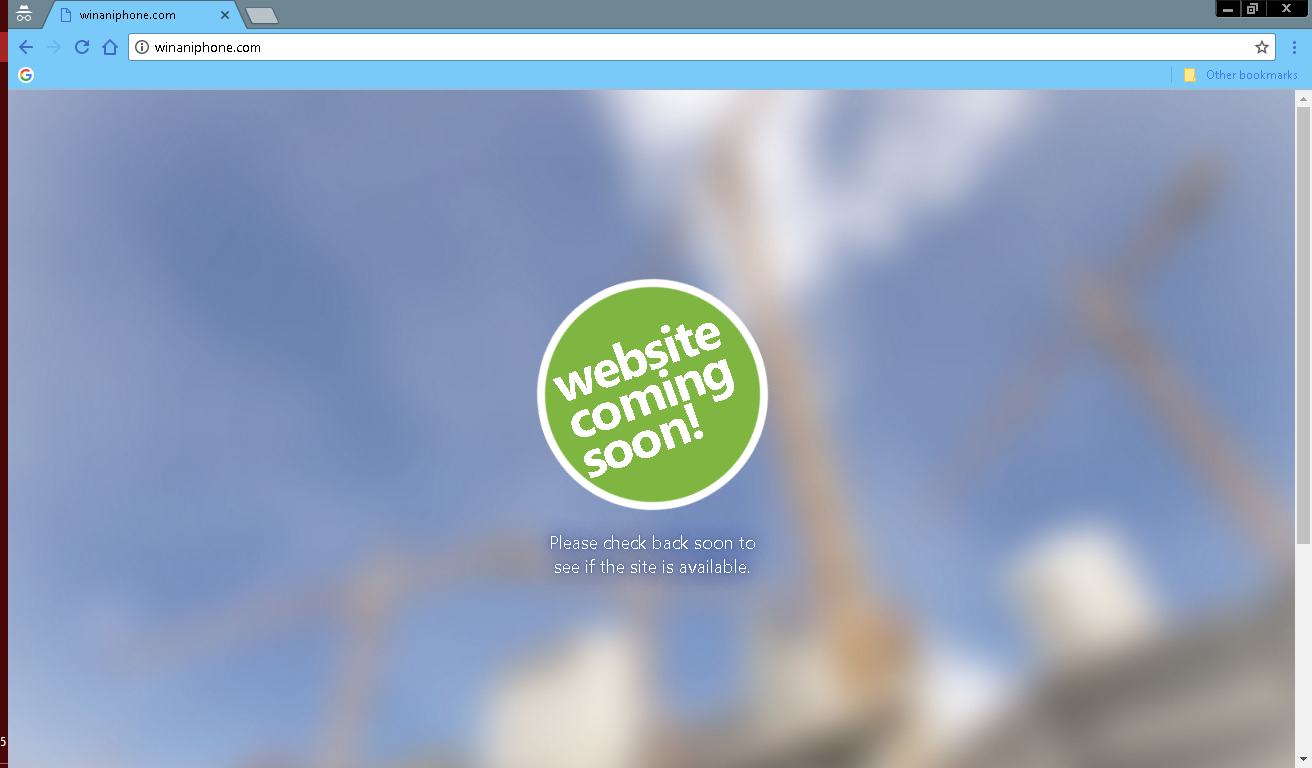 winaniphone.com
winaniphone.com
G
Other bookmarks
website
coming
soon!
Please check back soon to
see if the site is available.
5